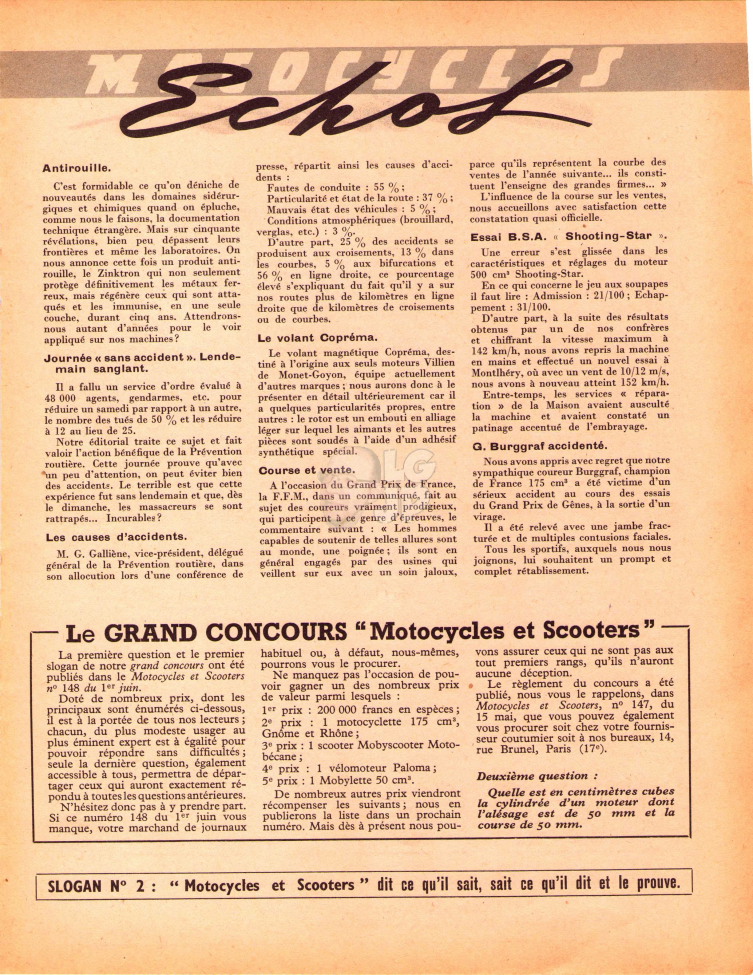 MOTOCYCLES
Echos
Antirouille.
C'est formidable ce qu'on déniche de
nouveautés dans les domaines sidérur-
giques et chimiques quand on épluche,
comme nous le faisons, la documentation
technique étrangère. Mais sur cinquante
révélations, bien peu dépassent leurs
frontières et même les laboratoires. On
nous annonce cette fois un produit anti-
rouille, le Zinktron qui non seulement
protège définitivement les métaux fer-
reux, mais régénère ceux qui sont atta-
qués et les immunise, en une seule
couche, durant cinq ans. Attendrons-
nous autant d'années pour le voir
appliqué sur nos machines?
Journée « sans accident ». Lende-
main sanglant.
Il a fallu un service d'ordre évalué à
48 000 agents, gendarmes, etc. pour
réduire un samedi par rapport à un autre,
le nombre des tués de 50 % et les réduire
à 12 au lieu de 25.
Notre éditorial traite ce sujet et fait
valoir l'action bénéfique de la Prévention
routière. Cette journée prouve qu'avec
un peu d'attention, on peut éviter bien
des accidents. Le terrible est que cette
expérience fut sans lendemain et que, dès
le dimanche, les massacreurs se sont
rattrapés... Incurables?
Les causes d'accidents.
M. G. Galliène, vice-président, délégué
général de la Prévention routière, dans
son allocution lors d'une conférence de
presse, répartit ainsi les causes d'acci-
dents :
Fautes de conduite : 55 % ;
Particularité et état de la route : 37 % ;
Mauvais état des véhicules : 5 % ;
Conditions atmosphériques (brouillard,
verglas, etc.) : 3 %.
D'autre part, 25 % des accidents se
produisent aux croisements, 13 % dans
les courbes, 5 % aux bifurcations et
56 % en ligne droite, ce pourcentage
élevé s'expliquant du fait qu'il y a sur
nos routes plus de kilomètres en ligne
droite que de kilomètres de croisements
ou de courbes.
Le volant Copréma.
Le volant magnétique Copréma, des-
tiné à l'origine aux seuls moteurs Villien
de Monet-Goyon, équipe actuellement
d'autres marques ; nous aurons donc à le
présenter en détail ultérieurement car il
a quelques particularités propres, entre
autres : le rotor est un embouti en alliage
léger sur lequel les aimants et les autres
pièces sont soudés à l'aide d'un adhésif
synthétique spécial.
Course et vente.
A l'occasion du Grand Prix de France,
la F.F.M., dans un communiqué, fait au
sujet des coureurs vraiment prodigieux,
qui participent à ce genre d'épreuves, le
commentaire suivant : « Les hommes
capables de soutenir de telles allures sont
au monde, une poignée ; ils sont en
général engagés par des usines qui
veillent sur eux avec un soin jaloux,
parce qu'ils représentent la courbe des
ventes de l'année suivante... ils consti-
tuent l'enseigne des grandes firmes... »
L'influence de la course sur les ventes,
nous accueillons avec satisfaction cette
constatation quasi officielle.
Essai B.S.A. « Shooting-Star ».
Une erreur s'est glissée dans les
caractéristiques et réglages du moteur
500 cm³ Shooting-Star.
En ce qui concerne le jeu aux soupapes
il faut lire : Admission : 21/100 ; Echap-
pement : 31/100.
D'autre part, à la suite des résultats
obtenus par un de nos confrères
et chiffrant la vitesse maximum à
142 km/h, nous avons repris la machine
en mains et effectué un nouvel essai à
Montlhéry, où avec un vent de 10/12 m/s,
nous avons à nouveau atteint 152 km/h.
Entre-temps, les services « répara-
tion » de la Maison avaient ausculté
la machine et avaient constaté un
patinage accentué de l'embrayage.
G. Burggraf accidenté.
Nous avons appris avec regret que notre
sympathique coureur Burggraf, champion
de France 175 cm³ a été victime d'un
sérieux accident au cours des essais
du Grand Prix de Gênes, à la sortie d'un
virage.
Il a été relevé avec une jambe frac-
turée et de multiples contusions faciales.
Tous les sportifs, auxquels nous nous
joignons, lui souhaitent un prompt et
complet rétablissement.
Le GRAND CONCOURS "Motocycles et Scooters"
La première question et le premier
slogan de notre grand concours ont été
publiés dans le Motocycles et Scooters
n° 148 du 1er juin.
Doté de nombreux prix, dont les
principaux sont énumérés ci-dessous,
il est à la portée de tous nos lecteurs ;
chacun, du plus modeste usager au
plus éminent expert est à égalité pour
pouvoir répondre sans difficultés ;
seule la dernière question, également
accessible à tous, permettra de dépar-
tager ceux qui auront exactement ré-
pondu à toutes les questions antérieures.
N'hésitez donc pas à y prendre part.
Si ce numéro 148 du 1er juin vous
manque, votre marchand de journaux
habituel ou, à défaut, nous-mêmes,
pourrons vous le procurer.
Ne manquez pas l'occasion de pou-
voir gagner un des nombreux prix
de valeur parmi lesquels :
1er prix : 200 000 francs en espèces ;
2e prix : 1 motocyclette 175 cm³,
Gnôme et Rhône ;
3e prix : 1 scooter Mobyscooter Moto-
bécane ;
4e prix : 1 vélomoteur Paloma ;
5e prix : 1 Mobylette 50 cm³.
De nombreux autres prix viendront
récompenser les suivants ; nous en
publierons la liste dans un prochain
numéro. Mais dès à présent nous pou-
vons assurer ceux qui ne sont pas aux
tout premiers rangs, qu'ils n'auront
aucune déception.
Le règlement du concours a été
publié, nous vous le rappelons, dans
Motocycles et Scooters, n° 147, du
15 mai, que vous pouvez également
vous procurer soit chez votre fournis-
seur coutumier soit à nos bureaux, 14,
rue Brunel, Paris (17e).
Deuxième question :
Quelle est en centimètres cubes
la cylindrée d'un moteur dont
l'alésage est de 50 mm et la
course de 50 mm.
SLOGAN N° 2 : "Motocycles et Scooters" dit ce qu'il sait, sait ce qu'il dit et le prouve.